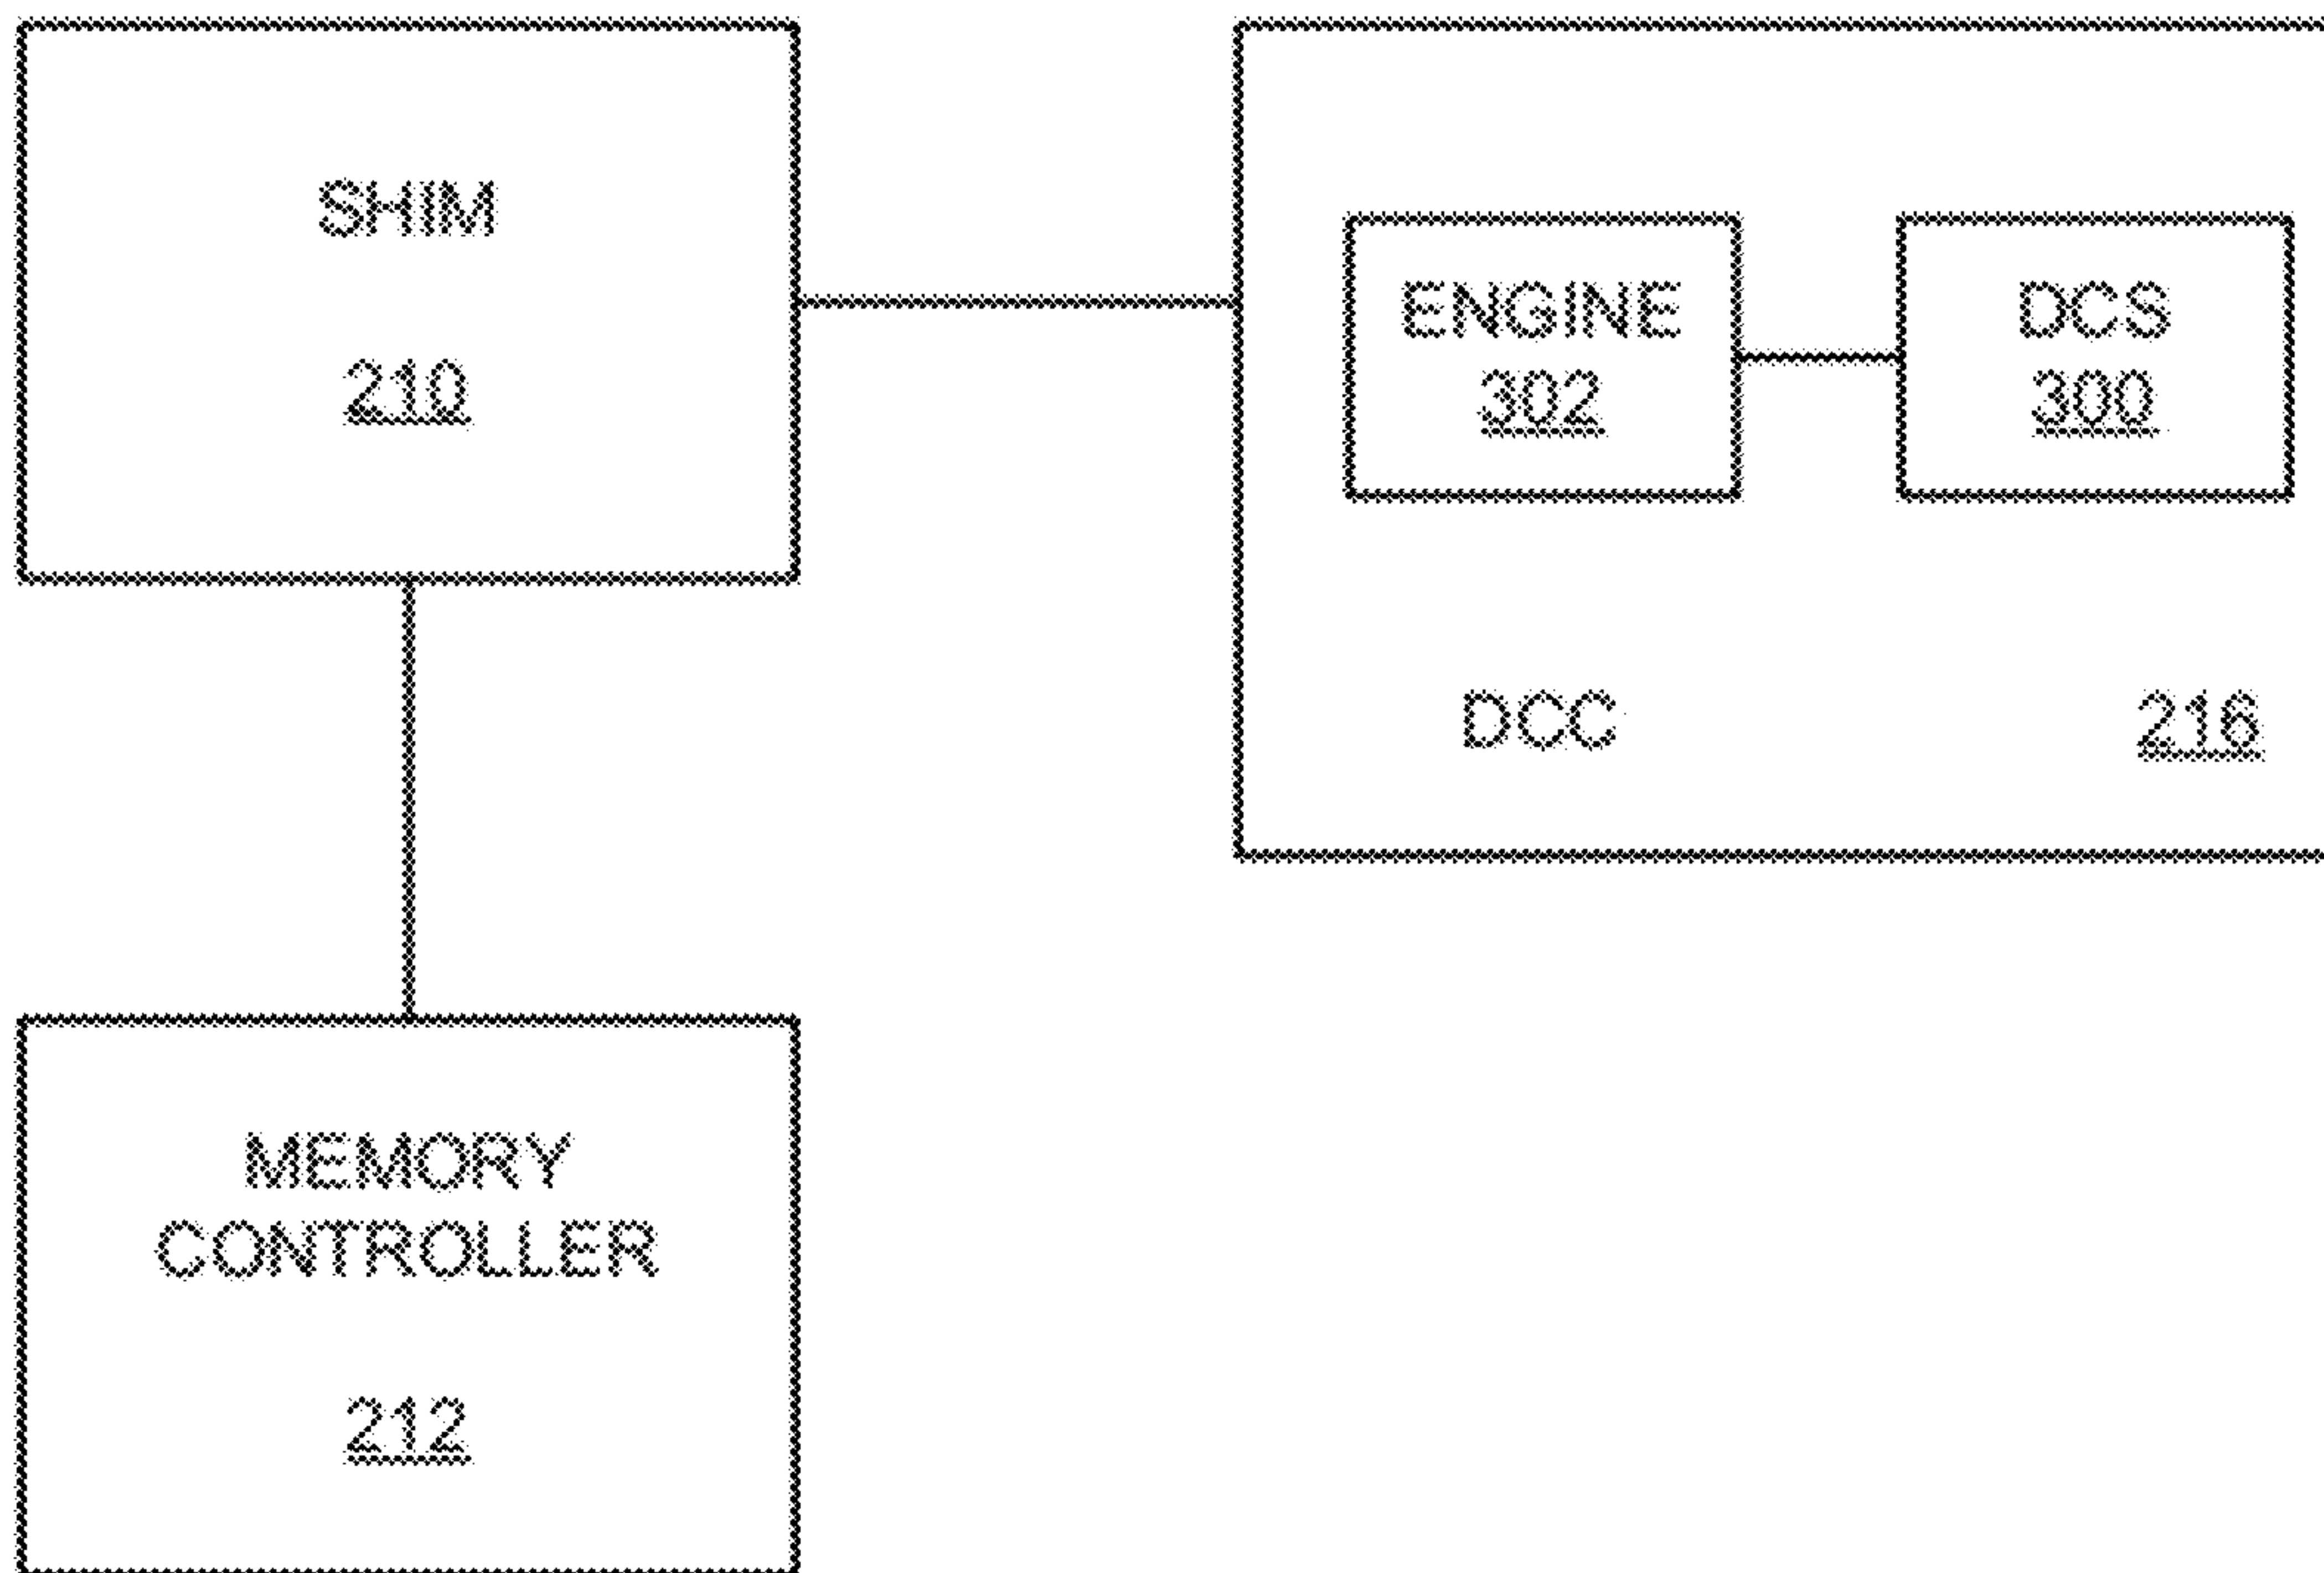 SHIM
210
ENGINE
302
DCS
300
DCC
216
MEMORY
CONTROLLER
212